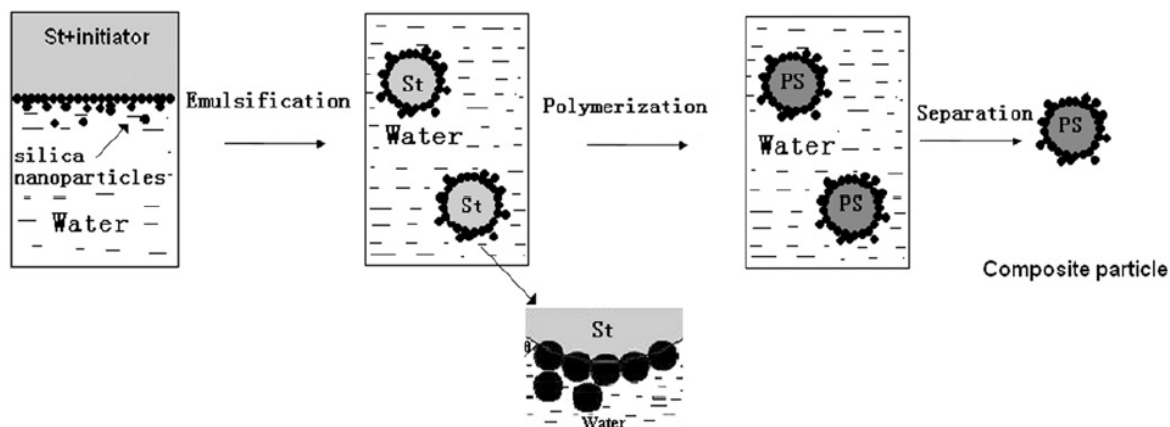 St+initiator
silica
nanoparticles
Water
Emulsification
St
Water
St
Polymerization
PS
Water
PS
Separation
PS
Composite particle
St
θ
Water